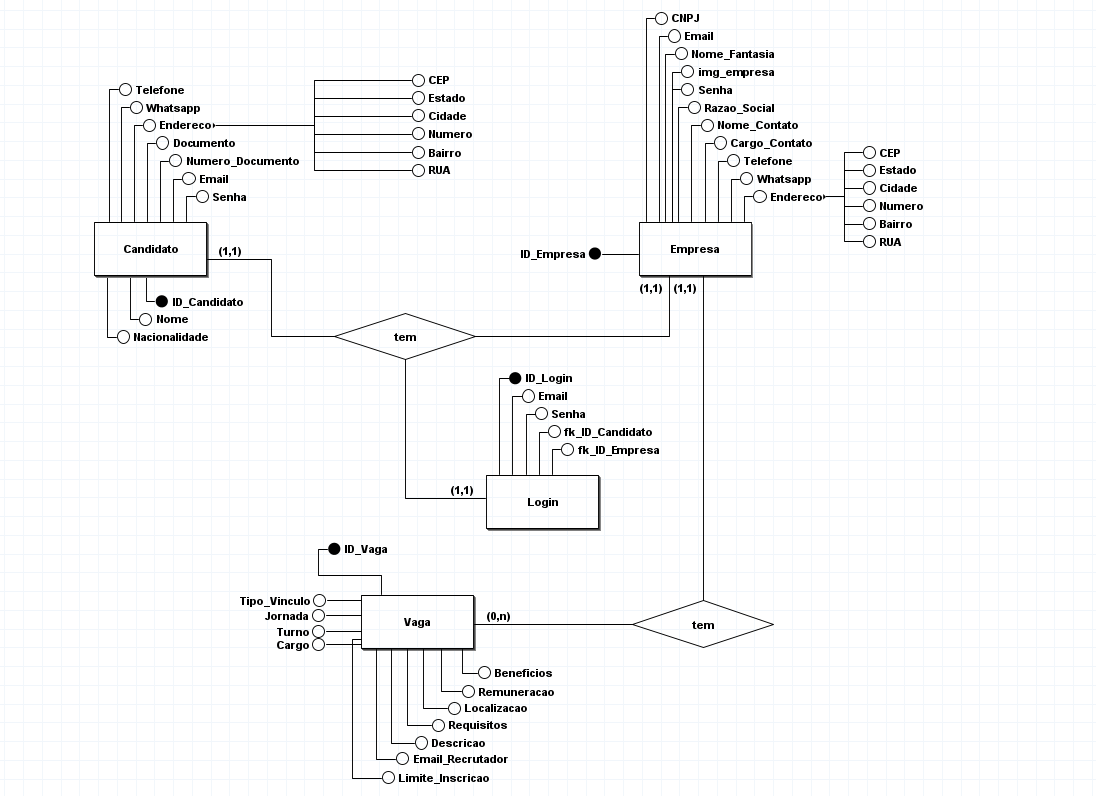 Telefone
Whatsapp
Endereco
Documento
Numero_Documento
Email
Senha
CEP
Estado
Cidade
Numero
Bairro
RUA
Candidato
(1,1)
ID_Candidato
Nome
Nacionalidade
CNPJ
Email
Nome_Fantasia
img_empresa
Senha
Razao_Social
Nome_Contato
Cargo_Contato
Telefone
Whatsapp
Endereco
CEP
Estado
Cidade
Numero
Bairro
RUA
ID_Empresa
Empresa
(1,1)
(1,1)
tem
ID_Login
Email
Senha
fk_ID_Candidato
fk_ID_Empresa
(1,1)
Login
ID_Vaga
Tipo_Vinculo
Jornada
Turno
Cargo
Vaga
(0,n)
tem
Beneficios
Remuneracao
Localizacao
Requisitos
Descricao
Email_Recrutador
Limite_Inscricao